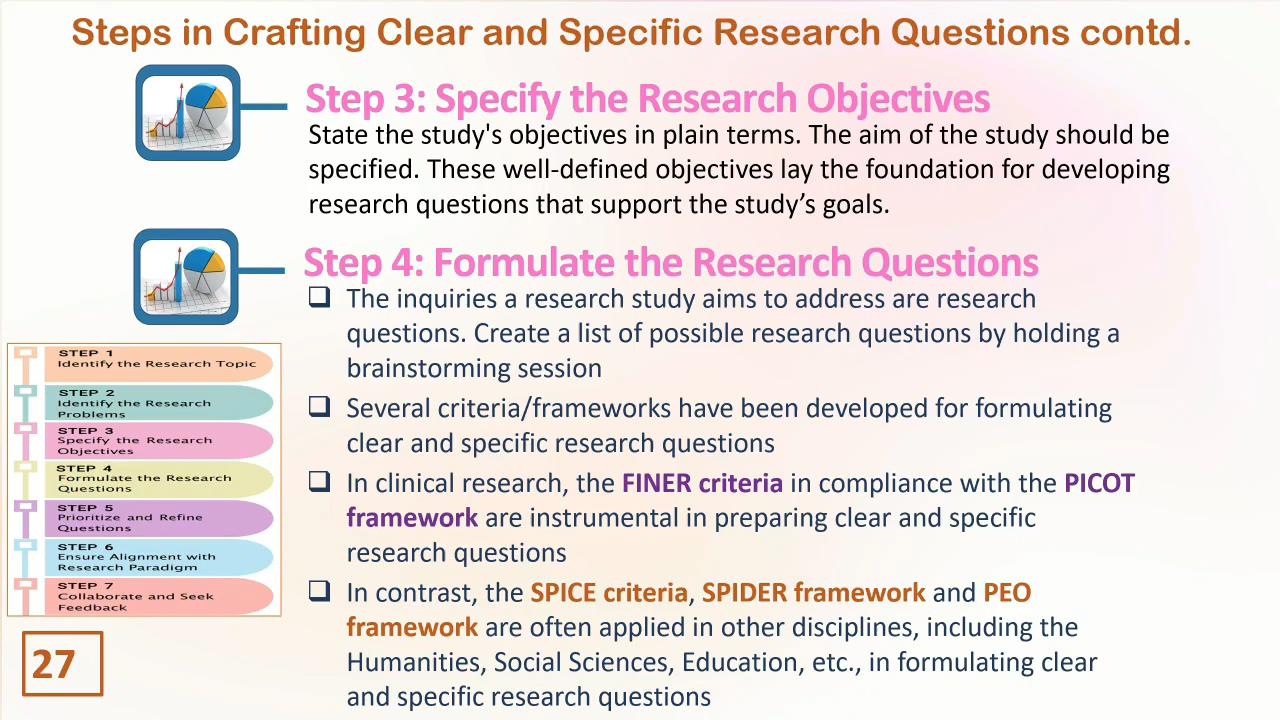 Steps in Crafting Clear and Specific Research Questions contd.
Step 3: Specify the Research Objectives
State the study's objectives in plain terms. The aim of the study should be
specified. These well-defined objectives lay the foundation for developing
research questions that support the study’s goals.
Step 4: Formulate the Research Questions
The inquiries a research study aims to address are research
questions. Create a list of possible research questions by holding a
brainstorming session
Several criteria/frameworks have been developed for formulating
clear and specific research questions
In clinical research, the FINER criteria in compliance with the PICOT
framework are instrumental in preparing clear and specific
research questions
In contrast, the SPICE criteria, SPIDER framework and PEO
framework are often applied in other disciplines, including the
Humanities, Social Sciences, Education, etc., in formulating clear
and specific research questions
STEP 1
Identify the Research Topic
STEP 2
Identify the Research
Problems
STEP 3
Specify the Research
Objectives
STEP 4
Formulate the Research
Questions
STEP 5
Prioritize and Refine
Questions
STEP 6
Ensure Alignment with
Research Paradigm
STEP 7
Collaborate and Seek
Feedback
27